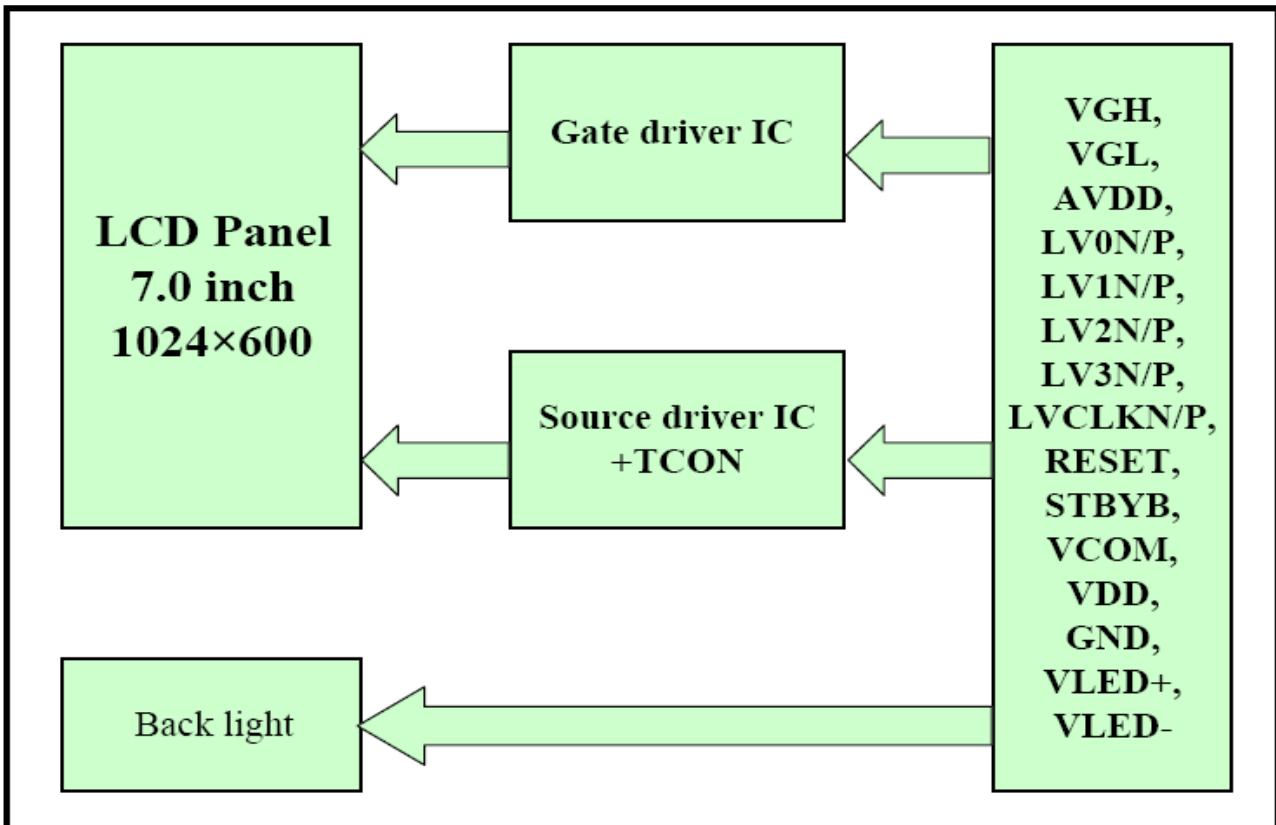 LCD Panel
7.0 inch
1024×600
Gate driver IC
Source driver IC
+TCON
Back light
VGH,
VGL,
AVDD,
LV0N/P,
LV1N/P,
LV2N/P,
LV3N/P,
LVCLKN/P,
RESET,
STBYB,
VCOM,
VDD,
GND,
VLED+,
VLED-